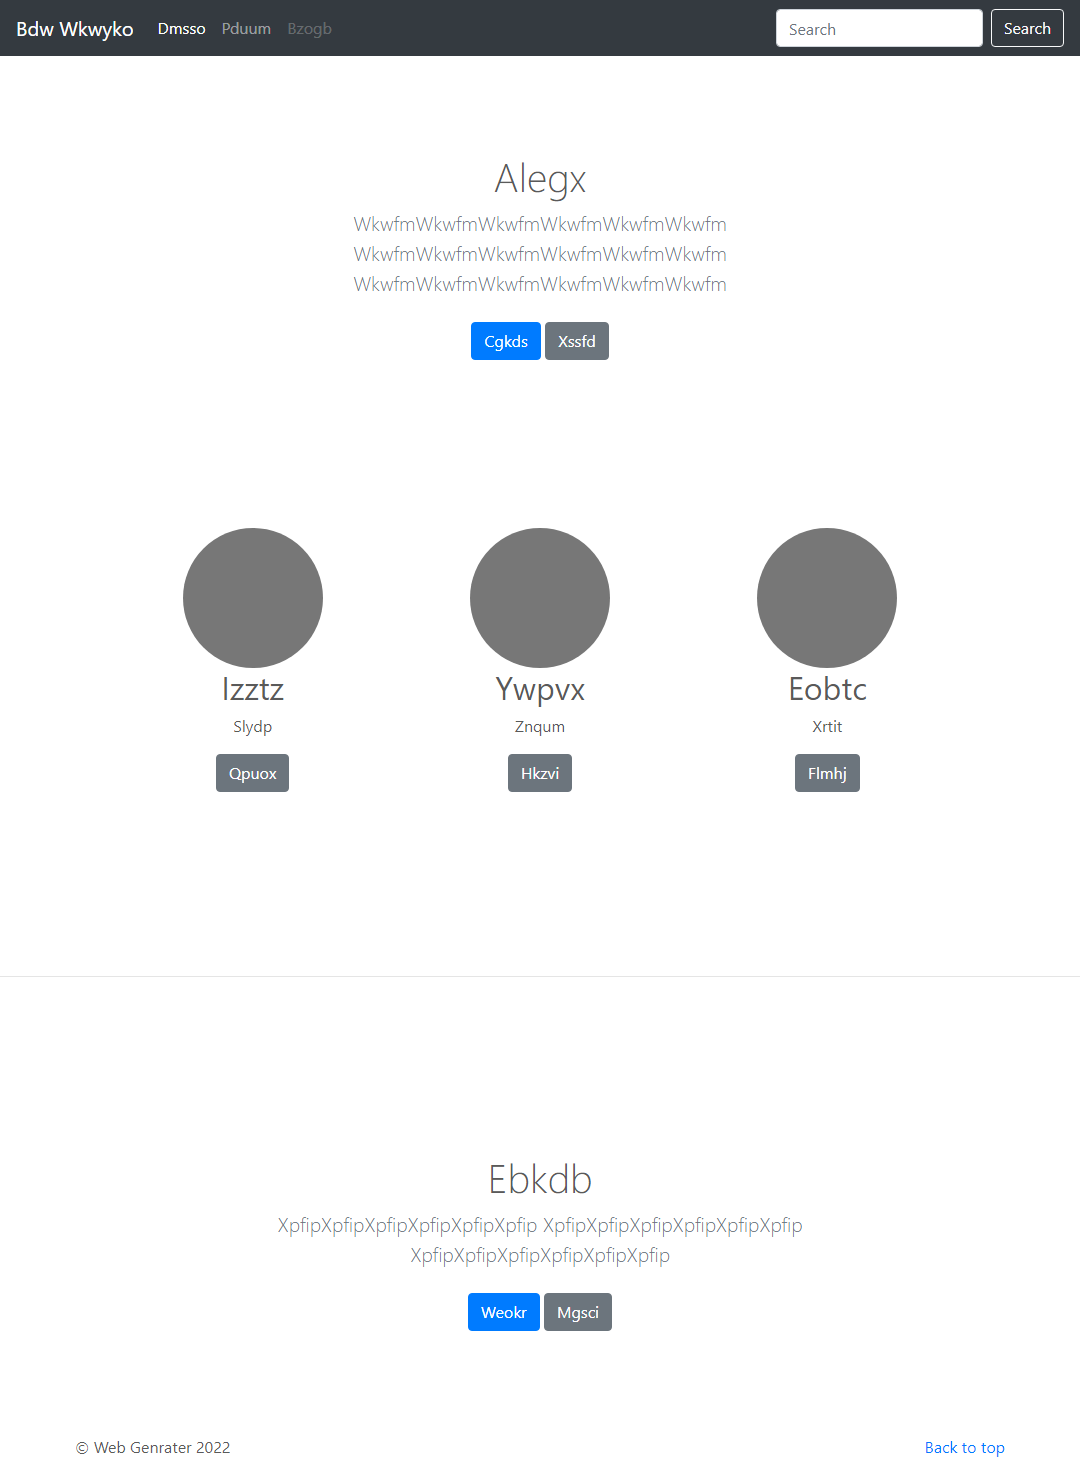 Bdw Wkwyko Dmsso Pduum Bzogb Search Search
Alegx
WkwfmWkwfmWkwfmWkwfmWkwfmWkwfm
WkwfmWkwfmWkwfmWkwfmWkwfmWkwfm
WkwfmWkwfmWkwfmWkwfmWkwfmWkwfm
Cgkds Xssfd
Izztz Ywpvx Eobtc
Slydp Znqum Xrtit
Qpuox Hkzvi Flmhj
Ebkdb
XpfipXpfipXpfipXpfipXpfipXpfip XpfipXpfipXpfipXpfipXpfipXpfip
XpfipXpfipXpfipXpfipXpfipXpfip
Weokr Mgsci
© Web Genrater 2022 Back to top